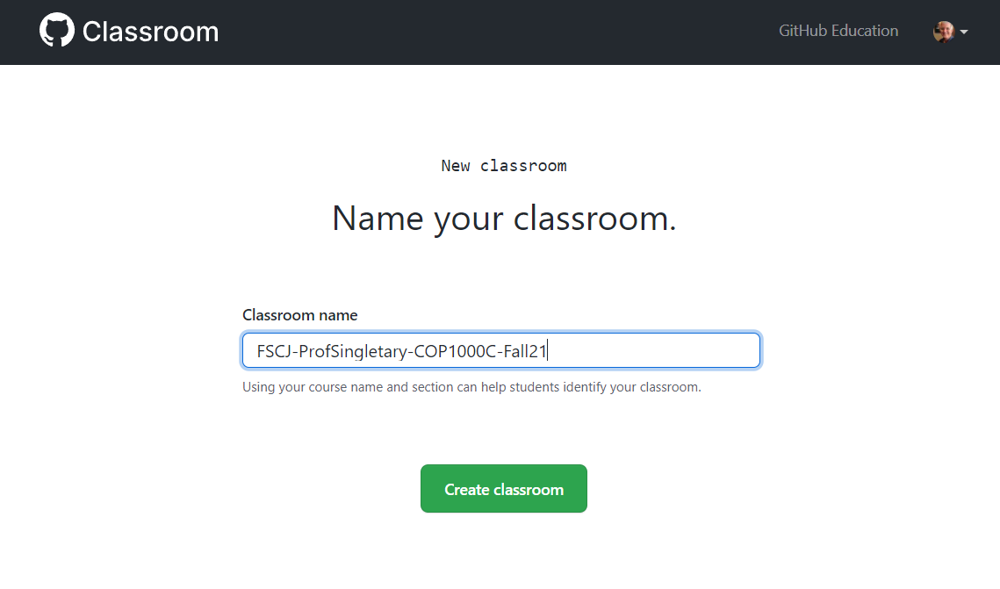 Classroom
GitHub Education
New classroom
Name your classroom.
Classroom name
FSCJ-ProfSingletary-COP1000C-Fall21
Using your course name and section can help students identify your classroom.
Create classroom